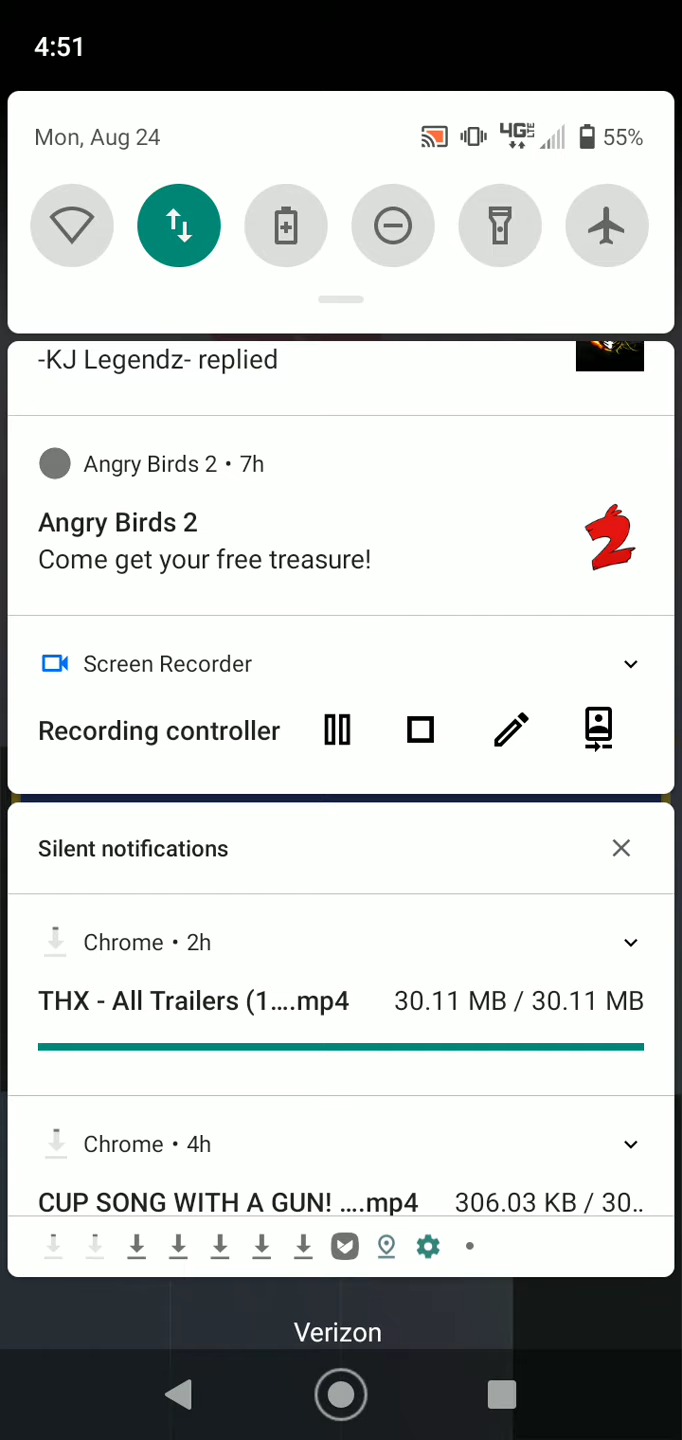 4:51
Mon, Aug 24
4G LTE
55%
-KJ Legendz- replied
Angry Birds 2 • 7h
Angry Birds 2
Come get your free treasure!
2
Screen Recorder
Recording controller
Silent notifications
Chrome • 2h
THX - All Trailers (1....mp4 30.11 MB / 30.11 MB
Chrome • 4h
CUP SONG WITH A GUN! ....mp4 306.03 KB / 30..
Verizon